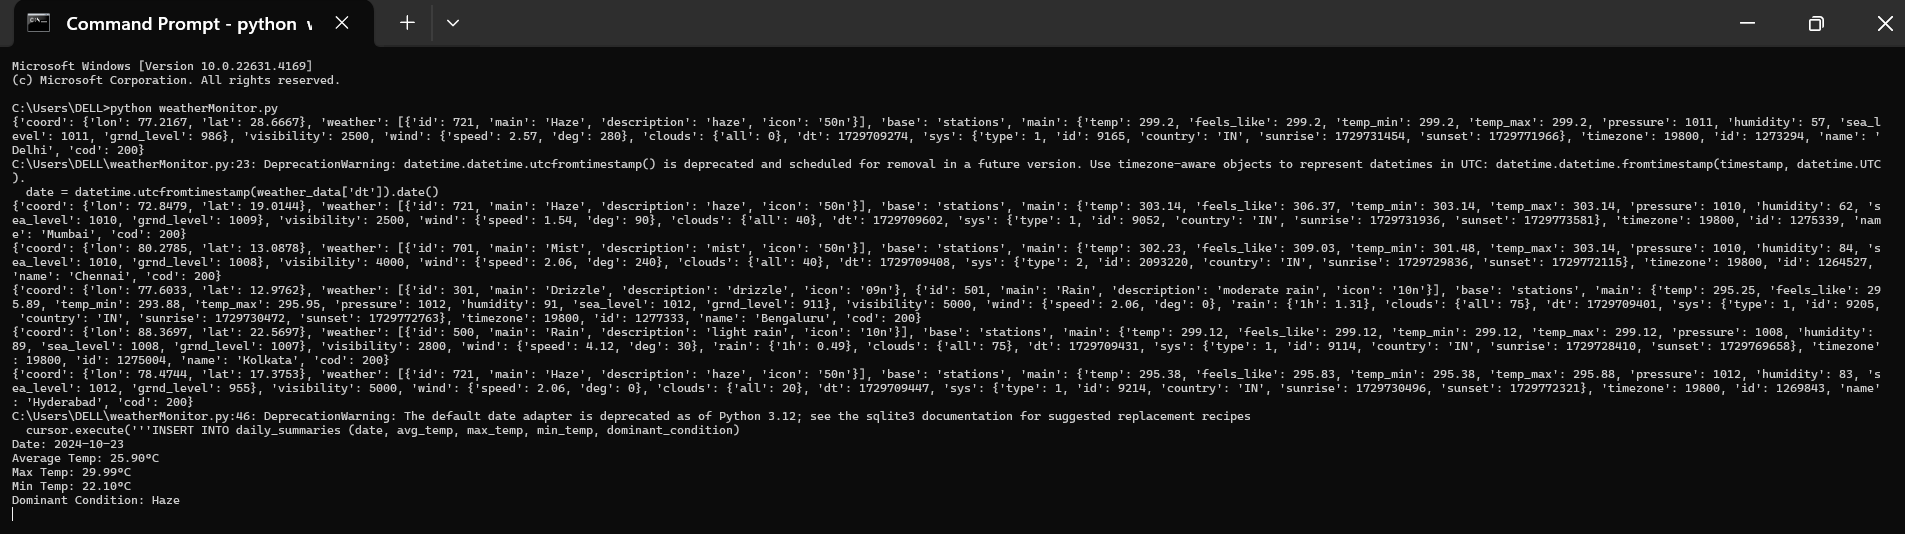 Command Prompt - python
Microsoft Windows [Version 10.0.22631.4169]
(c) Microsoft Corporation. All rights reserved.
C:\Users\DELL>python weatherMonitor.py
{'coord': {'lon': 77.2167, 'lat': 28.6667}, 'weather': [{'id': 721, 'main': 'Haze', 'description': 'haze', 'icon': '50n'}], 'base': 'stations', 'main': {'temp': 299.2, 'feels_like': 299.2, 'temp_min': 299.2, 'temp_max': 299.2, 'pressure': 1011, 'humidity': 57, 'sea_l
evel': 1011, 'grnd_level': 986}, 'visibility': 2500, 'wind': {'speed': 2.57, 'deg': 280}, 'clouds': {'all': 0}, 'dt': 1729709274, 'sys': {'type': 1, 'id': 9165, 'country': 'IN', 'sunrise': 1729731454, 'sunset': 1729771966}, 'timezone': 19800, 'id': 1273294, 'name': '
Delhi', 'cod': 200}
C:\Users\DELL\weatherMonitor.py:23: DeprecationWarning: datetime.datetime.utcfromtimestamp() is deprecated and scheduled for removal in a future version. Use timezone-aware objects to represent datetimes in UTC: datetime.datetime.fromtimestamp(timestamp, datetime.UTC
).
date = datetime.utcfromtimestamp(weather_data['dt']).date()
{'coord': {'lon': 72.8479, 'lat': 19.0144}, 'weather': [{'id': 721, 'main': 'Haze', 'description': 'haze', 'icon': '50n'}], 'base': 'stations', 'main': {'temp': 303.14, 'feels_like': 306.37, 'temp_min': 303.14, 'temp_max': 303.14, 'pressure': 1010, 'humidity': 62, 's
ea_level': 1010, 'grnd_level': 1009}, 'visibility': 2500, 'wind': {'speed': 1.54, 'deg': 90}, 'clouds': {'all': 40}, 'dt': 1729709602, 'sys': {'type': 1, 'id': 9052, 'country': 'IN', 'sunrise': 1729731936, 'sunset': 1729773581}, 'timezone': 19800, 'id': 1275339, 'nam
e': 'Mumbai', 'cod': 200}
{'coord': {'lon': 80.2785, 'lat': 13.0878}, 'weather': [{'id': 701, 'main': 'Mist', 'description': 'mist', 'icon': '50n'}], 'base': 'stations', 'main': {'temp': 302.23, 'feels_like': 309.03, 'temp_min': 301.48, 'temp_max': 303.14, 'pressure': 1010, 'humidity': 84, 's
ea_level': 1010, 'grnd_level': 1008}, 'visibility': 4000, 'wind': {'speed': 2.06, 'deg': 240}, 'clouds': {'all': 40}, 'dt': 1729709408, 'sys': {'type': 2, 'id': 2093220, 'country': 'IN', 'sunrise': 1729729836, 'sunset': 1729772115}, 'timezone': 19800, 'id': 1264527,
'name': 'Chennai', 'cod': 200}
{'coord': {'lon': 77.6033, 'lat': 12.9762}, 'weather': [{'id': 301, 'main': 'Drizzle', 'description': 'drizzle', 'icon': '09n'}, {'id': 501, 'main': 'Rain', 'description': 'moderate rain', 'icon': '10n'}], 'base': 'stations', 'main': {'temp': 295.25, 'feels_like': 29
5.89, 'temp_min': 293.88, 'temp_max': 295.95, 'pressure': 1012, 'humidity': 91, 'sea_level': 1012, 'grnd_level': 911}, 'visibility': 5000, 'wind': {'speed': 2.06, 'deg': 0}, 'rain': {'1h': 1.31}, 'clouds': {'all': 75}, 'dt': 1729709401, 'sys': {'type': 1, 'id': 9205,
'country': 'IN', 'sunrise': 1729730472, 'sunset': 1729772763}, 'timezone': 19800, 'id': 1277333, 'name': 'Bengaluru', 'cod': 200}
{'coord': {'lon': 88.3697, 'lat': 22.5697}, 'weather': [{'id': 500, 'main': 'Rain', 'description': 'light rain', 'icon': '10n'}], 'base': 'stations', 'main': {'temp': 299.12, 'feels_like': 299.12, 'temp_min': 299.12, 'temp_max': 299.12, 'pressure': 1008, 'humidity':
89, 'sea_level': 1008, 'grnd_level': 1007}, 'visibility': 2800, 'wind': {'speed': 4.12, 'deg': 30}, 'rain': {'1h': 0.49}, 'clouds': {'all': 75}, 'dt': 1729709431, 'sys': {'type': 1, 'id': 9114, 'country': 'IN', 'sunrise': 1729728410, 'sunset': 1729769658}, 'timezone'
: 19800, 'id': 1275004, 'name': 'Kolkata', 'cod': 200}
{'coord': {'lon': 78.4744, 'lat': 17.3753}, 'weather': [{'id': 721, 'main': 'Haze', 'description': 'haze', 'icon': '50n'}], 'base': 'stations', 'main': {'temp': 295.38, 'feels_like': 295.83, 'temp_min': 295.38, 'temp_max': 295.88, 'pressure': 1012, 'humidity': 83, 's
ea_level': 1012, 'grnd_level': 955}, 'visibility': 5000, 'wind': {'speed': 2.06, 'deg': 0}, 'clouds': {'all': 20}, 'dt': 1729709447, 'sys': {'type': 1, 'id': 9214, 'country': 'IN', 'sunrise': 1729730496, 'sunset': 1729772321}, 'timezone': 19800, 'id': 1269843, 'name'
: 'Hyderabad', 'cod': 200}
C:\Users\DELL\weatherMonitor.py:46: DeprecationWarning: The default date adapter is deprecated as of Python 3.12; see the sqlite3 documentation for suggested replacement recipes
cursor.execute('''INSERT INTO daily_summaries (date, avg_temp, max_temp, min_temp, dominant_condition)
Date: 2024-10-23
Average Temp: 25.90°C
Max Temp: 29.99°C
Min Temp: 22.10°C
Dominant Condition: Haze